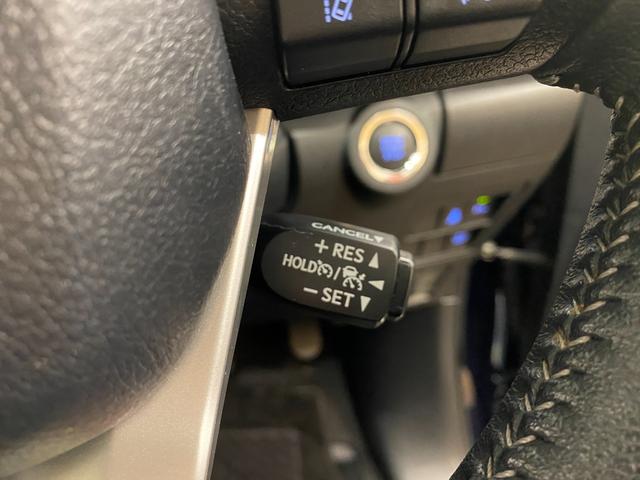 CANCEL▼
+ RES ▲
HOLD / ◀
– SET ▼